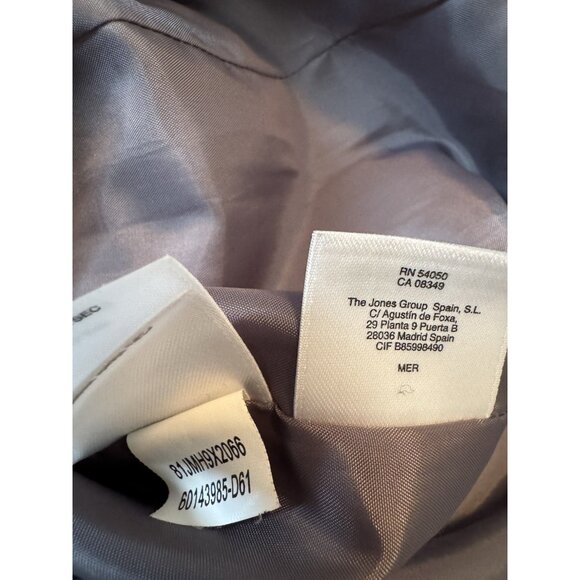 RN 54050
CA 08349
The Jones Group Spain, S.L.
C/ Agustín de Foxa,
29 Planta 9 Puerta B
28036 Madrid Spain
CIF B85998490
MER
SEC
81JMH9X2066
60143985-D61